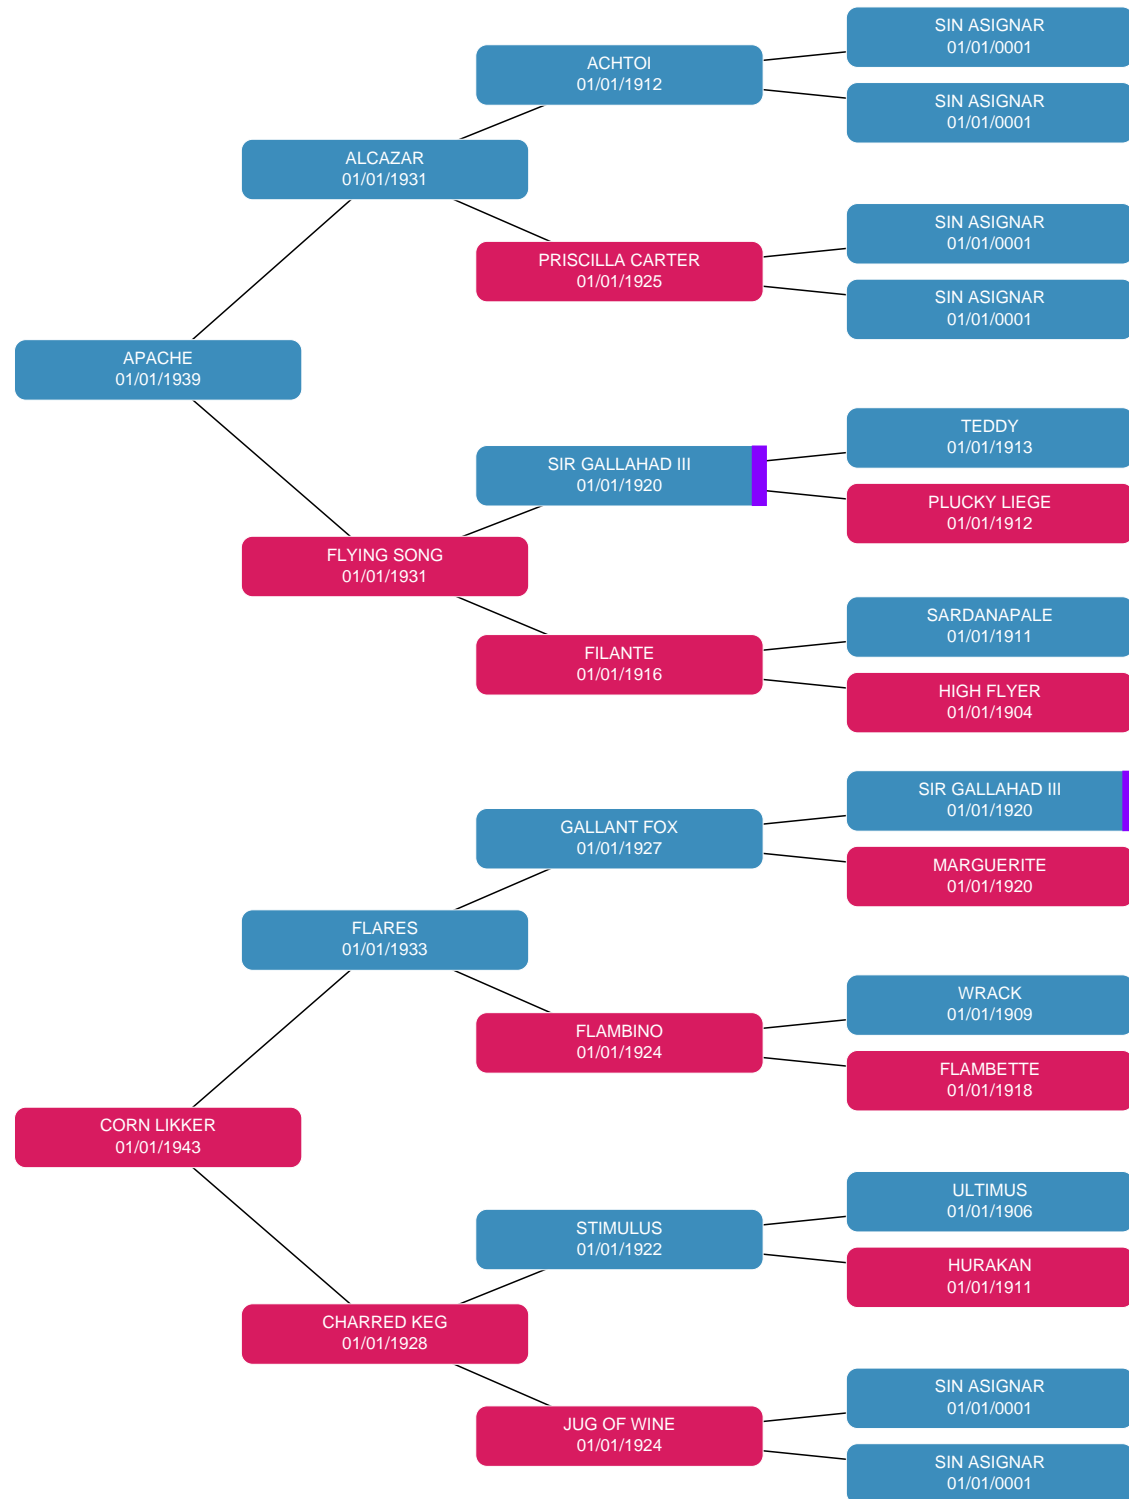 SIN ASIGNAR
01/01/0001
ACHTOI
01/01/1912
SIN ASIGNAR
01/01/0001
ALCAZAR
01/01/1931
SIN ASIGNAR
01/01/0001
PRISCILLA CARTER
01/01/1925
SIN ASIGNAR
01/01/0001
APACHE
01/01/1939
TEDDY
01/01/1913
SIR GALLAHAD III
01/01/1920
PLUCKY LIEGE
01/01/1912
FLYING SONG
01/01/1931
SARDANAPALE
01/01/1911
FILANTE
01/01/1916
HIGH FLYER
01/01/1904
SIR GALLAHAD III
01/01/1920
GALLANT FOX
01/01/1927
MARGUERITE
01/01/1920
FLARES
01/01/1933
WRACK
01/01/1909
FLAMBINO
01/01/1924
FLAMBETTE
01/01/1918
CORN LIKKER
01/01/1943
ULTIMUS
01/01/1906
STIMULUS
01/01/1922
HURAKAN
01/01/1911
CHARRED KEG
01/01/1928
SIN ASIGNAR
01/01/0001
JUG OF WINE
01/01/1924
SIN ASIGNAR
01/01/0001